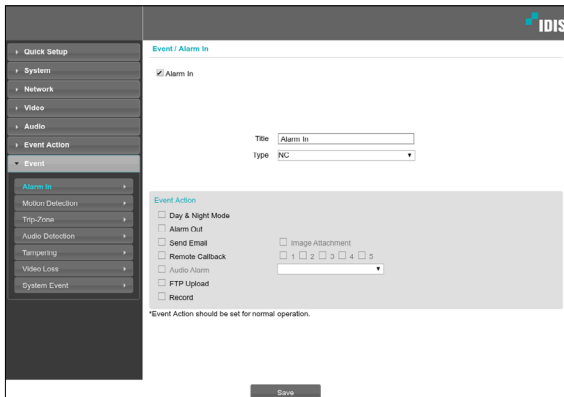 IDIS
Quick Setup
System
Network
Video
Audio
Event Action
Event
Alarm In
Motion Detection
Trip-Zone
Audio Detection
Tampering
Video Loss
System Event
Event / Alarm In
Alarm In
Title Alarm In
Type NC
Event Action
Day & Night Mode
Alarm Out
Send Email Image Attachment
Remote Callback 1 2 3 4 5
Audio Alarm
FTP Upload
Record
*Event Action should be set for normal operation.
Save